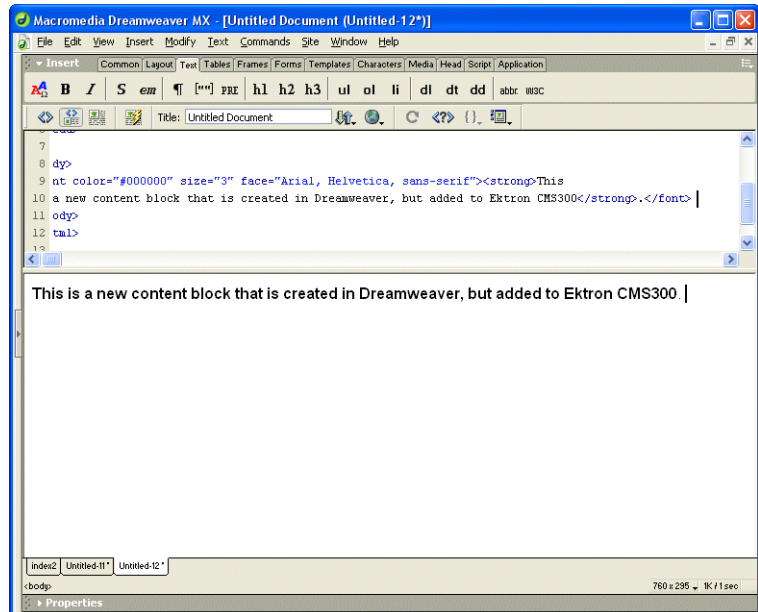 Macromedia Dreamweaver MX - [Untitled Document (Untitled-12*)]
File Edit View Insert Modify Text Commands Site Window Help
Insert Common Layout Text Tables Frames Forms Templates Characters Media Head Script Application
B I S em ¶ [""] PRE h1 h2 h3 ul ol li dl dt dd abbr. W3C
Title: Untitled Document
7
8 dy>
9 nt color="#000000" size="3" face="Arial, Helvetica, sans-serif"><strong>This
10 a new content block that is created in Dreamweaver, but added to Ektron CMS300</strong>.</font>
11 ody>
12 tml>
13
This is a new content block that is created in Dreamweaver, but added to Ektron CMS300.
index2 Untitled-11* Untitled-12*
<body> 760 x 295 1K / 1 sec
Properties